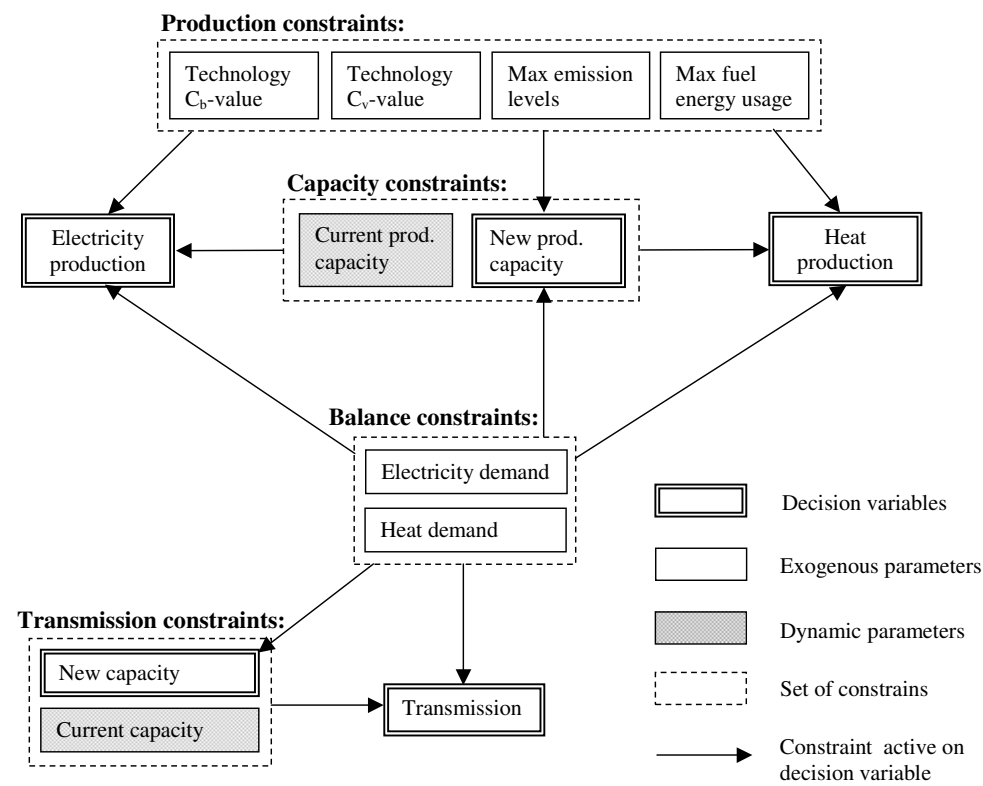 Production constraints:
Technology
C_b-value
Technology
C_v-value
Max emission
levels
Max fuel
energy usage
Capacity constraints:
Electricity
production
Current prod.
capacity
New prod.
capacity
Heat
production
Balance constraints:
Electricity demand
Heat demand
Transmission constraints:
New capacity
Current capacity
Transmission
Decision variables
Exogenous parameters
Dynamic parameters
Set of constrains
Constraint active on
decision variable